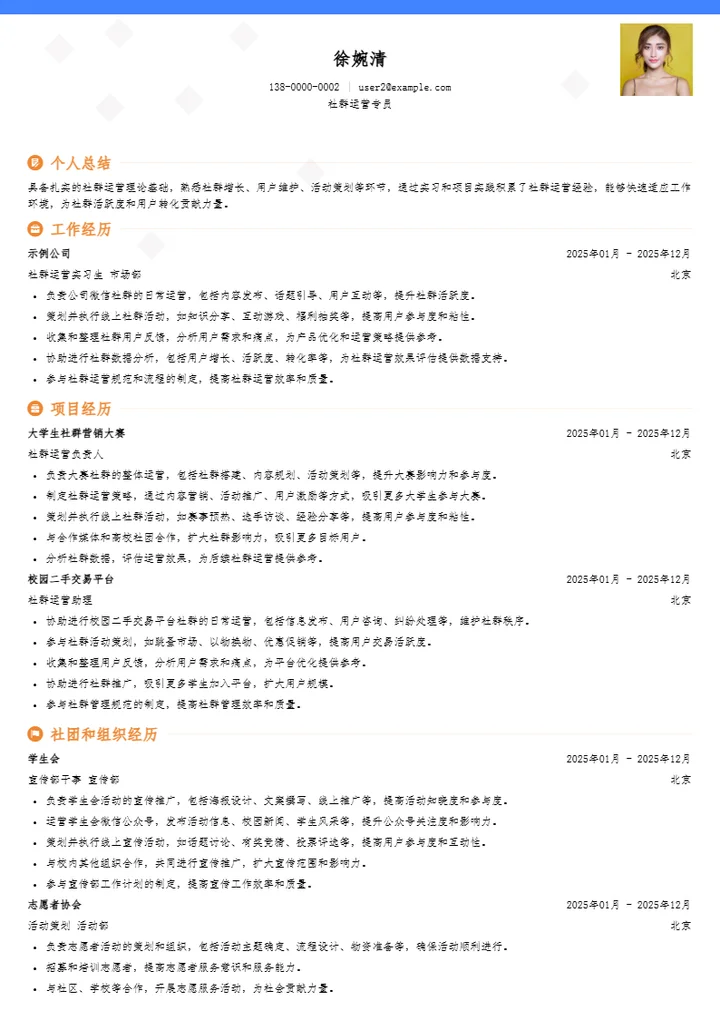 徐婉清
138-0000-0002 | user2@example.com
社群运营专员
个人总结
具备扎实的社群运营理论基础，熟悉社群增长、用户维护、活动策划等环节，通过实习和项目实践积累了社群运营经验，能够快速适应工作
环境，为社群活跃度和用户转化贡献力量。
工作经历
示例公司 2025年01月 - 2025年12月
社群运营实习生 市场部 北京
• 负责公司微信社群的日常运营，包括内容发布、话题引导、用户互动等，提升社群活跃度。
• 策划并执行线上社群活动，如知识分享、互动游戏、福利抽奖等，提高用户参与度和粘性。
• 收集和整理社群用户反馈，分析用户需求和痛点，为产品优化和运营策略提供参考。
• 协助进行社群数据分析，包括用户增长、活跃度、转化率等，为社群运营效果评估提供数据支持。
• 参与社群运营规范和流程的制定，提高社群运营效率和质量。
项目经历
大学生社群营销大赛 2025年01月 - 2025年12月
社群运营负责人 北京
• 负责大赛社群的整体运营，包括社群搭建、内容规划、活动策划等，提升大赛影响力和参与度。
• 制定社群运营策略，通过内容营销、活动推广、用户激励等方式，吸引更多大学生参与大赛。
• 策划并执行线上社群活动，如赛事预热、选手访谈、经验分享等，提高用户参与度和粘性。
• 与合作媒体和高校社团合作，扩大社群影响力，吸引更多目标用户。
• 分析社群数据，评估运营效果，为后续社群运营提供参考。
校园二手交易平台 2025年01月 - 2025年12月
社群运营助理 北京
• 协助进行校园二手交易平台社群的日常运营，包括信息发布、用户咨询、纠纷处理等，维护社群秩序。
• 参与社群活动策划，如跳蚤市场、以物换物、优惠促销等，提高用户交易活跃度。
• 收集和整理用户反馈，分析用户需求和痛点，为平台优化提供参考。
• 协助进行社群推广，吸引更多学生加入平台，扩大用户规模。
• 参与社群管理规范的制定，提高社群管理效率和质量。
社团和组织经历
学生会 2025年01月 - 2025年12月
宣传部干事 宣传部 北京
• 负责学生会活动的宣传推广，包括海报设计、文案撰写、线上推广等，提高活动知晓度和参与度。
• 运营学生会微信公众号，发布活动信息、校园新闻、学生风采等，提升公众号关注度和影响力。
• 策划并执行线上宣传活动，如话题讨论、有奖竞猜、投票评选等，提高用户参与度和互动性。
• 与校内其他组织合作，共同进行宣传推广，扩大宣传范围和影响力。
• 参与宣传部工作计划的制定，提高宣传工作效率和质量。
志愿者协会 2025年01月 - 2025年12月
活动策划 活动部 北京
• 负责志愿者活动的策划和组织，包括活动主题确定、流程设计、物资准备等，确保活动顺利进行。
• 招募和培训志愿者，提高志愿者服务意识和服务能力。
• 与社区、学校等合作，开展志愿服务活动，为社会贡献力量。